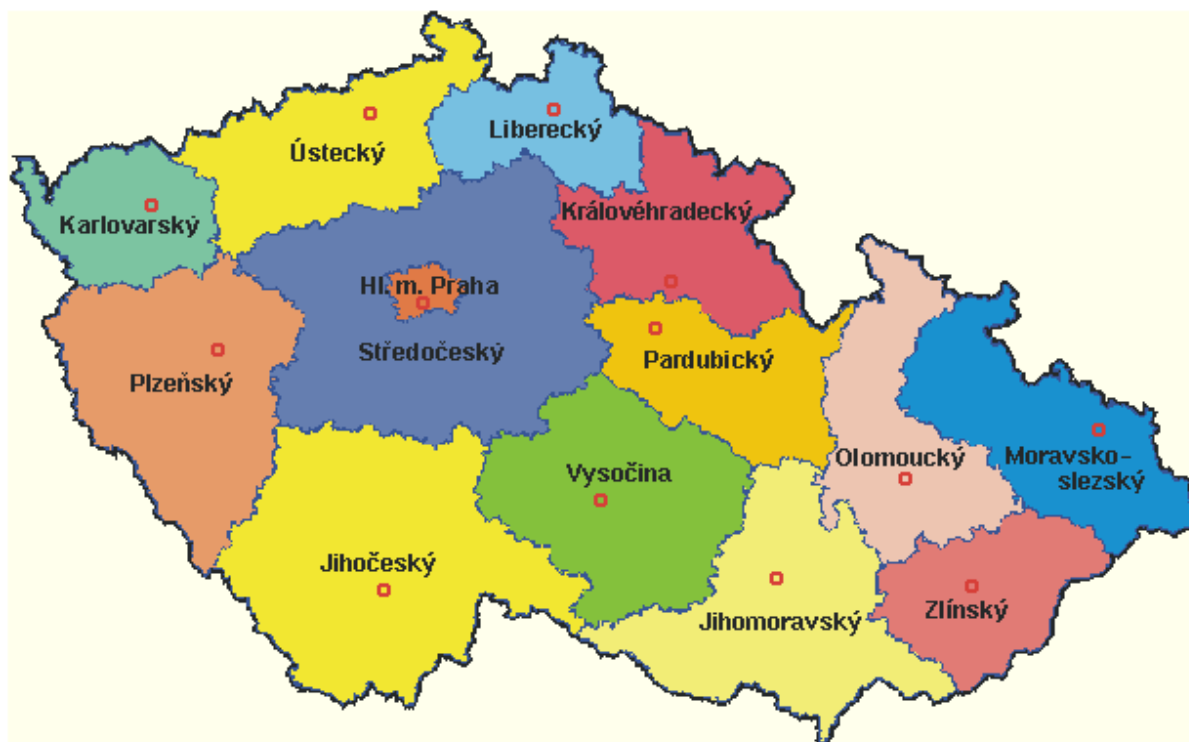 Liberecký
Ústecký
Královéhradecký
Karlovarský
Hl. m. Praha
Středočeský
Pardubický
Plzeňský
Olomoucký
Moravsko-
slezský
Vysočina
Jihočeský
Zlínský
Jihomoravský